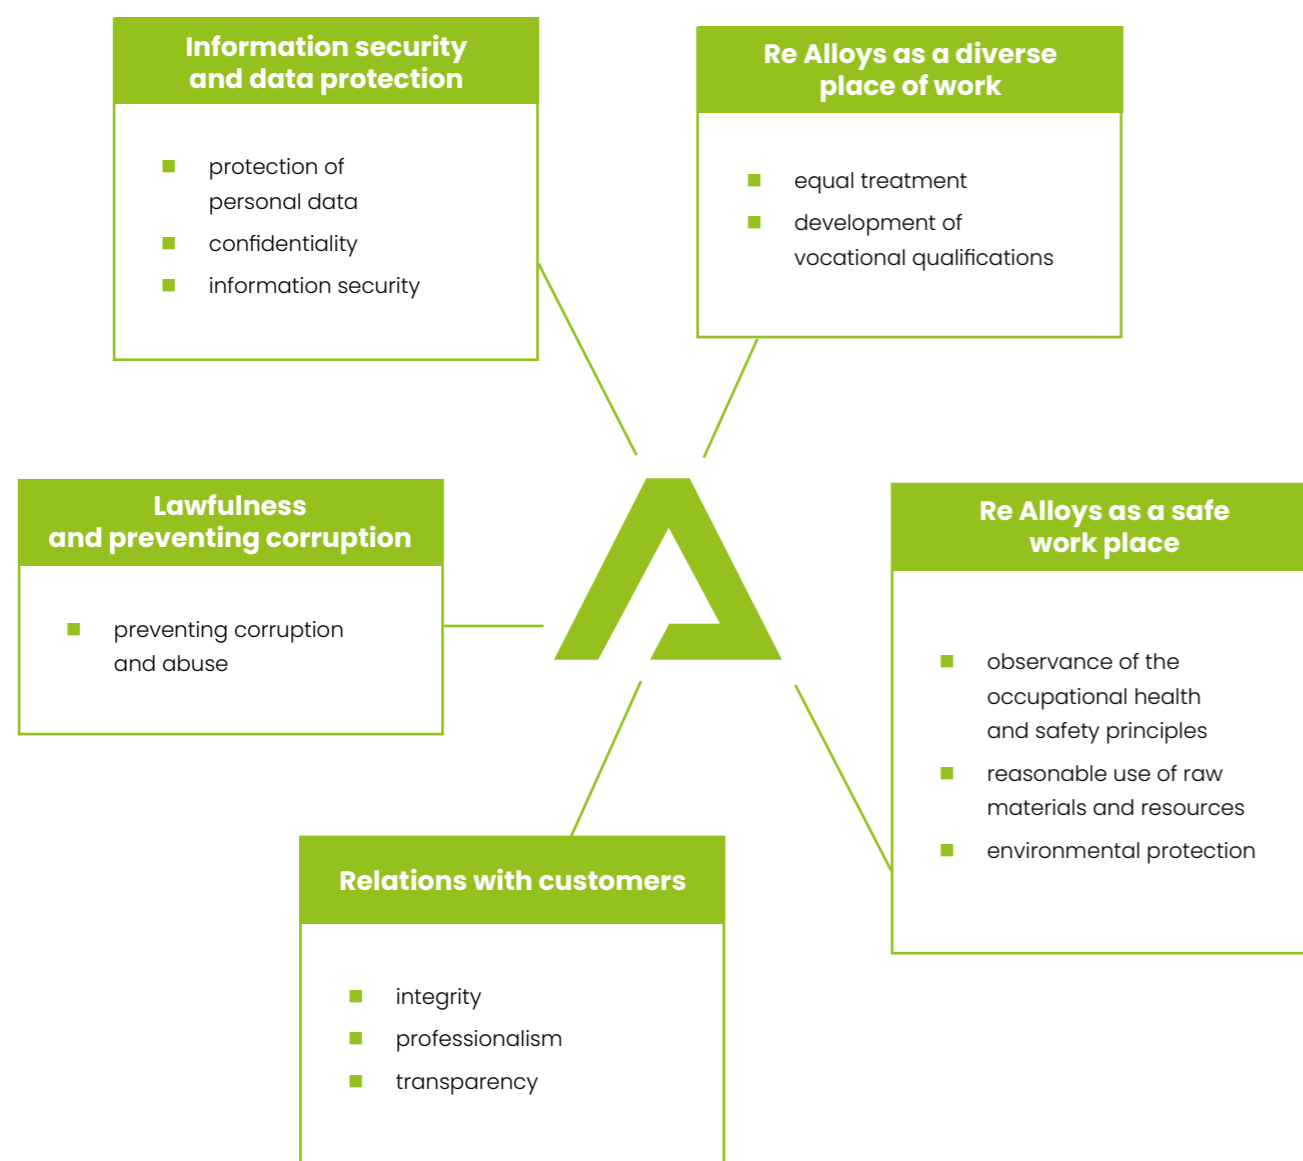 Information security
and data protection
protection of
personal data
confidentiality
information security
Re Alloys as a diverse
place of work
equal treatment
development of
vocational qualifications
Lawfulness
and preventing corruption
preventing corruption
and abuse
Re Alloys as a safe
work place
observance of the
occupational health
and safety principles
reasonable use of raw
materials and resources
environmental protection
Relations with customers
integrity
professionalism
transparency